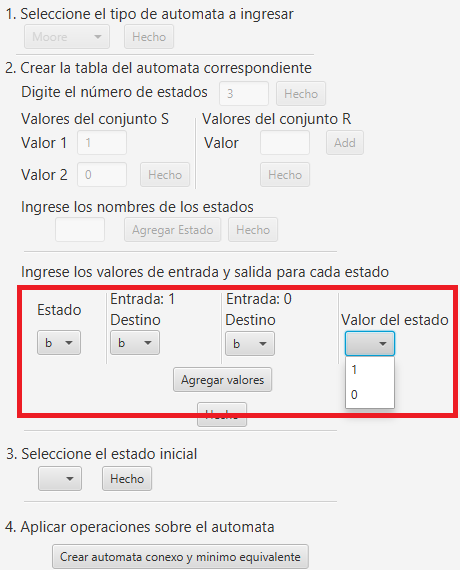 1. Seleccione el tipo de automata a ingresar
Moore Hecho
2. Crear la tabla del automata correspondiente
Digite el número de estados 3 Hecho
Valores del conjunto S Valores del conjunto R
Valor 1 1 Valor Add
Valor 2 0 Hecho Hecho
Ingrese los nombres de los estados
Agregar Estado Hecho
Ingrese los valores de entrada y salida para cada estado
Estado Entrada: 1 Entrada: 0
Destino Destino Valor del estado
b b b
1
Agregar valores
0
Hecho
3. Seleccione el estado inicial
Hecho
4. Aplicar operaciones sobre el automata
Crear automata conexo y minimo equivalente